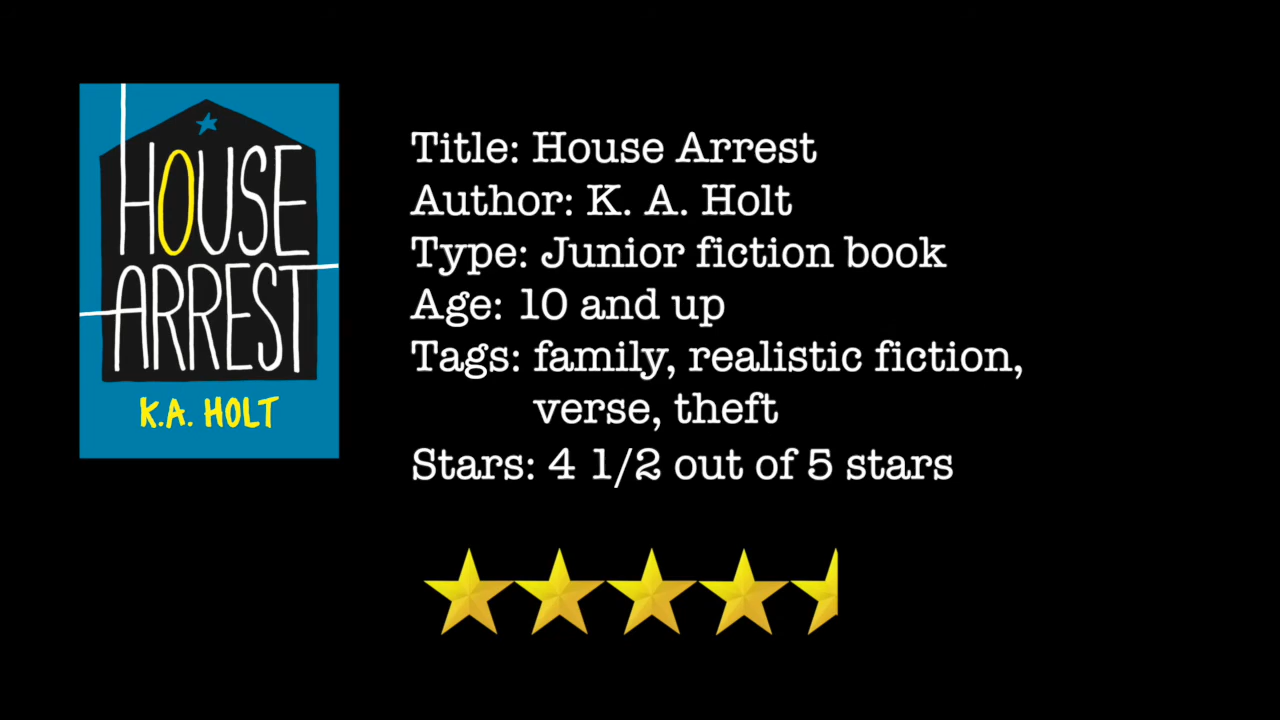 HOUSE
ARREST
K.A. HOLT
Title: House Arrest
Author: K. A. Holt
Type: Junior fiction book
Age: 10 and up
Tags: family, realistic fiction,
verse, theft
Stars: 4 1/2 out of 5 stars